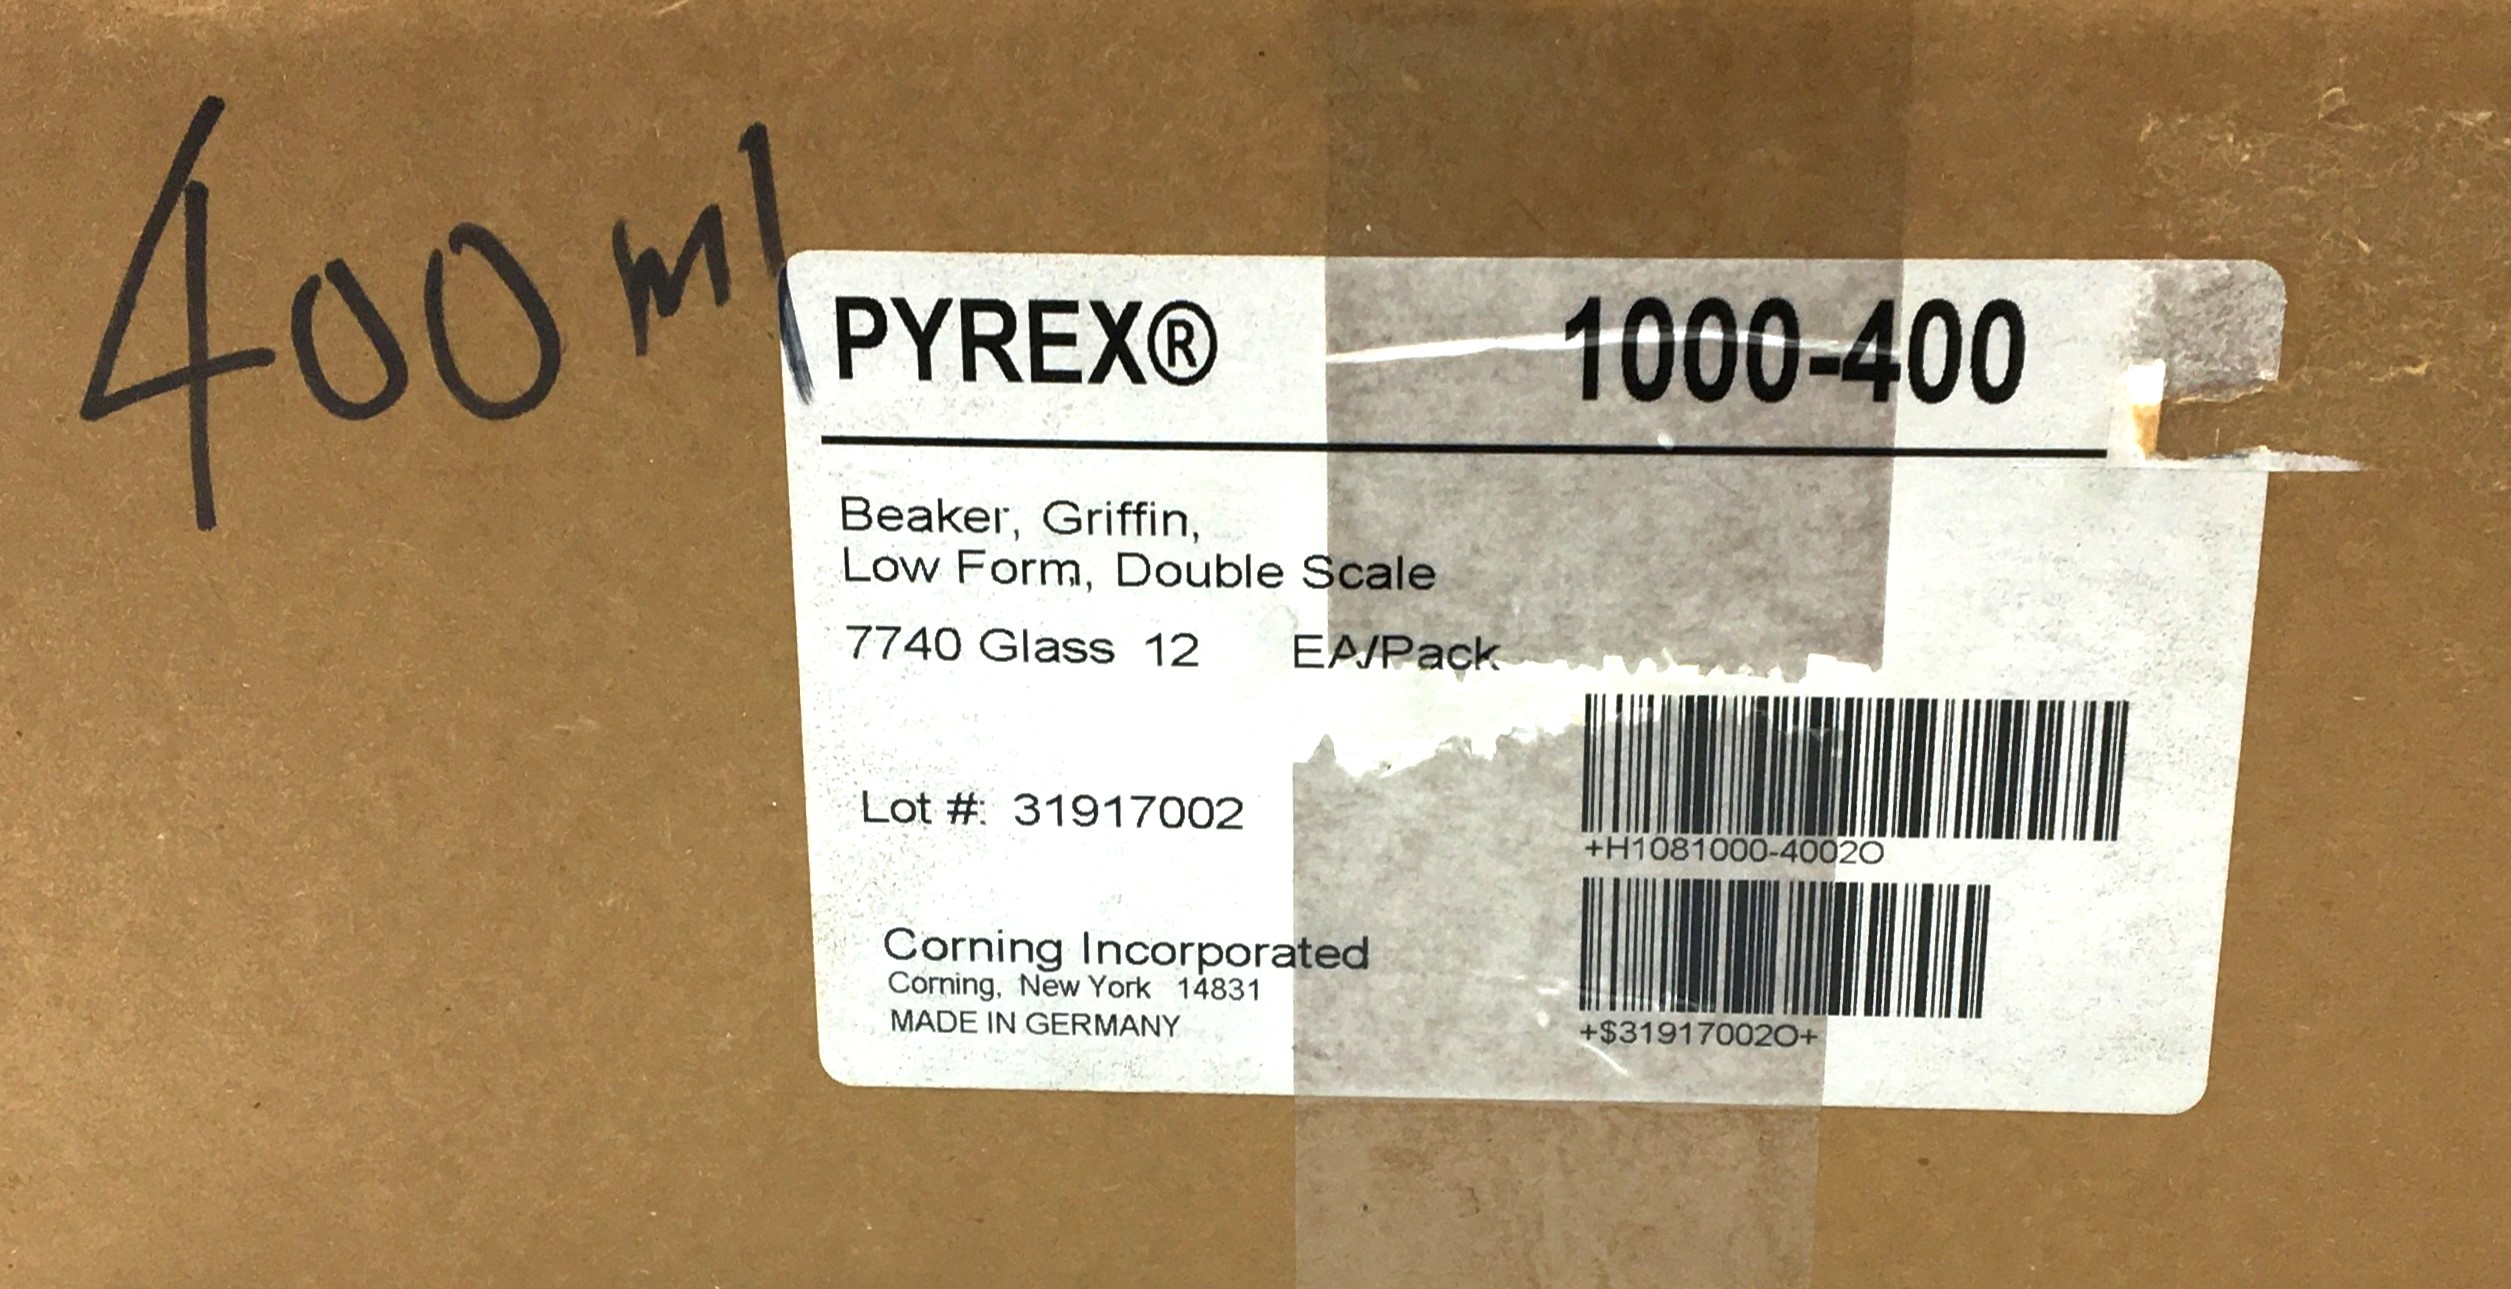 400 ml
PYREX® 1000-400
Beaker, Griffin,
Low Form, Double Scale
7740 Glass 12 EA/Pack
Lot #: 31917002
+H1081000-4002O
Corning Incorporated
Corning, New York 14831
MADE IN GERMANY
+$31917002O+